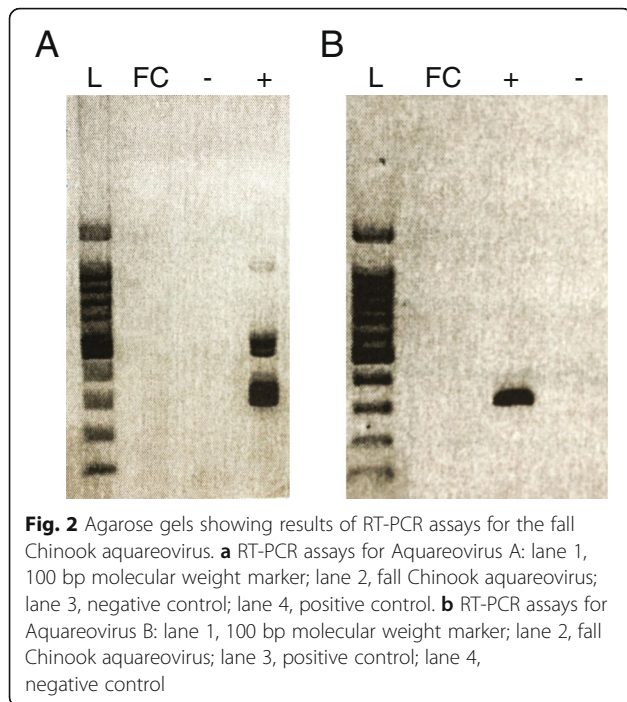 A
B
L FC - +
L FC + -
Fig. 2 Agarose gels showing results of RT-PCR assays for the fall
Chinook aquareovirus. a RT-PCR assays for Aquareovirus A: lane 1,
100 bp molecular weight marker; lane 2, fall Chinook aquareovirus;
lane 3, negative control; lane 4, positive control. b RT-PCR assays for
Aquareovirus B: lane 1, 100 bp molecular weight marker; lane 2, fall
Chinook aquareovirus; lane 3, positive control; lane 4,
negative control